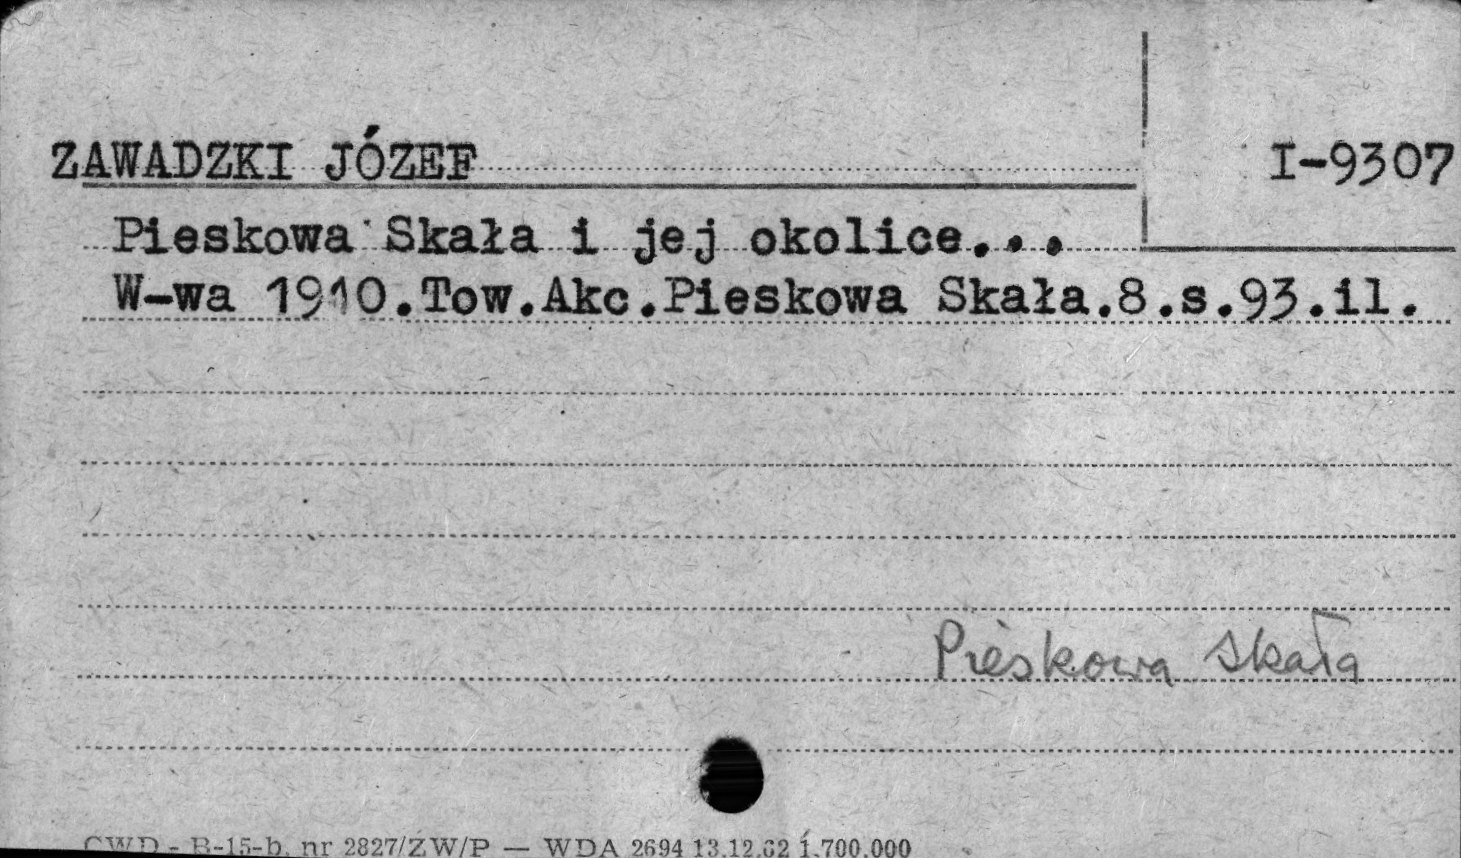 ZAWADZKI JÓZEF I-9307
Pieskowa Skała i jej okolice...
W-wa 1910.Tow.Akc.Pieskowa Skała.8.s.93.il.
Pieskowa Skała
CWD - B-15-b, nr 2827/ZW/P — WDA 2694 13.12.62 1.700.000